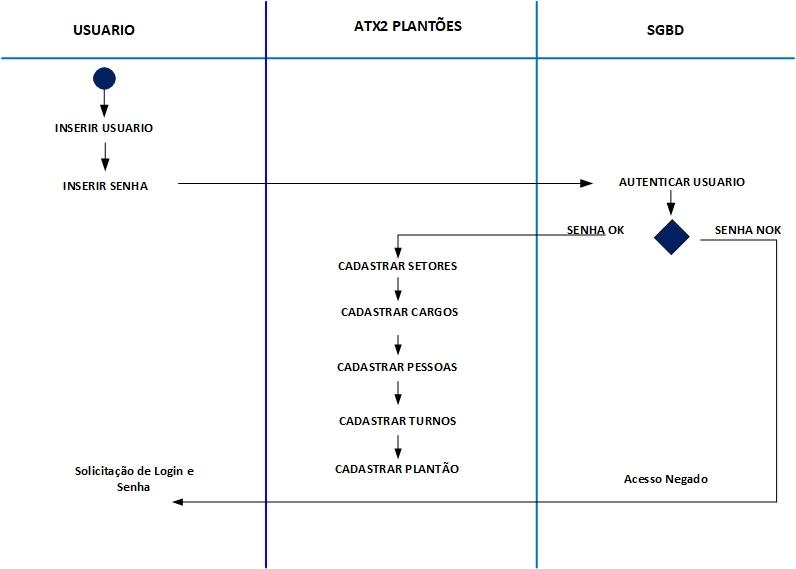 USUARIO
ATX2 PLANTÕES
SGBD
INSERIR USUARIO
INSERIR SENHA
AUTENTICAR USUARIO
SENHA OK
SENHA NOK
CADASTRAR SETORES
CADASTRAR CARGOS
CADASTRAR PESSOAS
CADASTRAR TURNOS
CADASTRAR PLANTÃO
Solicitação de Login e
Senha
Acesso Negado